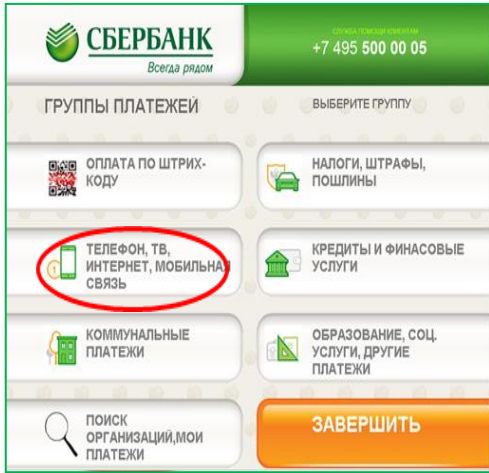 СБЕРБАНК
Всегда рядом
СЛУЖБА ПОМОЩИ КЛИЕНТАМ
+7 495 500 00 05
ГРУППЫ ПЛАТЕЖЕЙ
ВЫБЕРИТЕ ГРУППУ
ОПЛАТА ПО ШТРИХ-
КОДУ
НАЛОГИ, ШТРАФЫ,
ПОШЛИНЫ
ТЕЛЕФОН, ТВ,
ИНТЕРНЕТ, МОБИЛЬНАЯ
СВЯЗЬ
КРЕДИТЫ И ФИНАСОВЫЕ
УСЛУГИ
КОММУНАЛЬНЫЕ
ПЛАТЕЖИ
ОБРАЗОВАНИЕ, СОЦ.
УСЛУГИ, ДРУГИЕ
ПЛАТЕЖИ
ПОИСК
ОРГАНИЗАЦИЙ,МОИ
ПЛАТЕЖИ
ЗАВЕРШИТЬ